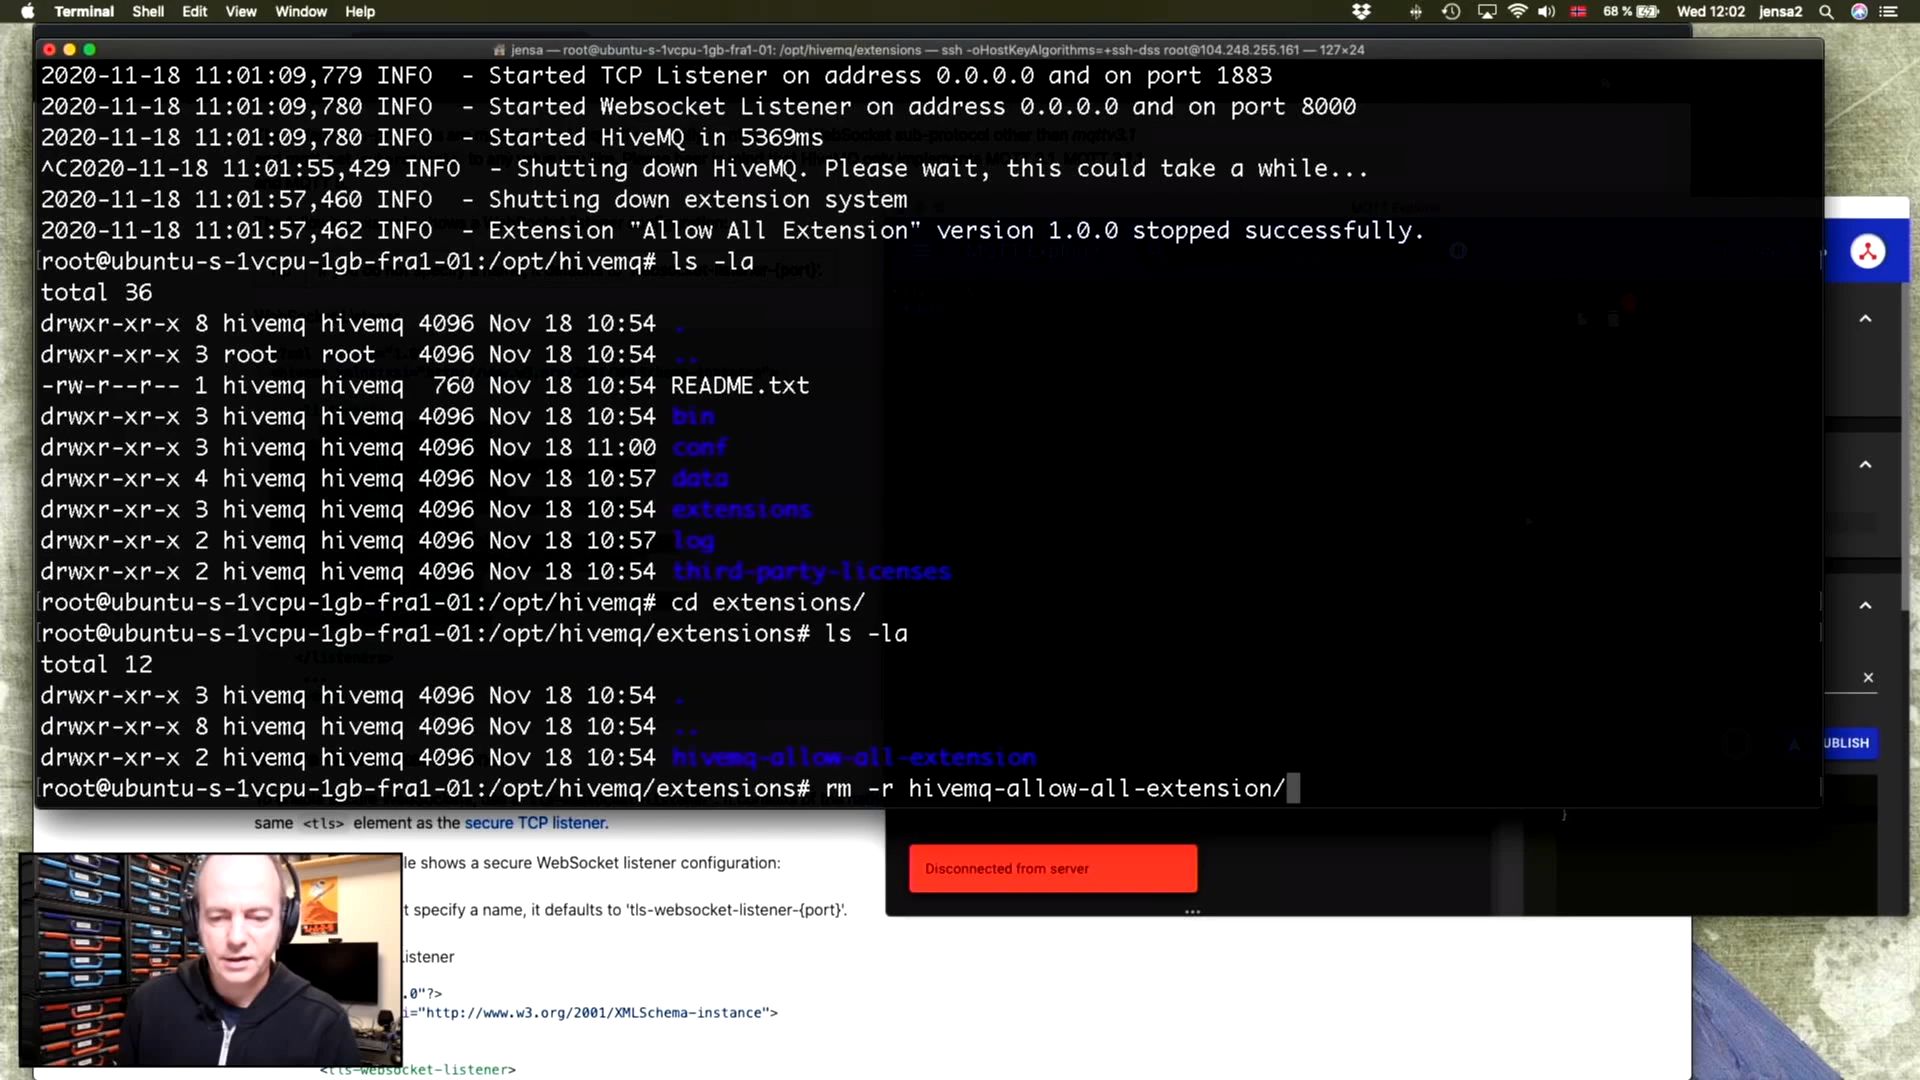 Terminal Shell Edit View Window Help 68 % Wed 12:02 jensa2
jensa — root@ubuntu-s-1vcpu-1gb-fra1-01: /opt/hivemq/extensions — ssh -oHostKeyAlgorithms=+ssh-dss root@104.248.255.161 — 127×24
2020-11-18 11:01:09,779 INFO  - Started TCP Listener on address 0.0.0.0 and on port 1883
2020-11-18 11:01:09,780 INFO  - Started Websocket Listener on address 0.0.0.0 and on port 8000
2020-11-18 11:01:09,780 INFO  - Started HiveMQ in 5369ms
^C2020-11-18 11:01:55,429 INFO  - Shutting down HiveMQ. Please wait, this could take a while...
2020-11-18 11:01:57,460 INFO  - Shutting down extension system
2020-11-18 11:01:57,462 INFO  - Extension "Allow All Extension" version 1.0.0 stopped successfully.
[root@ubuntu-s-1vcpu-1gb-fra1-01:/opt/hivemq# ls -la
total 36
drwxr-xr-x 8 hivemq hivemq 4096 Nov 18 10:54 .
drwxr-xr-x 3 root   root   4096 Nov 18 10:54 ..
-rw-r--r-- 1 hivemq hivemq  760 Nov 18 10:54 README.txt
drwxr-xr-x 3 hivemq hivemq 4096 Nov 18 10:54 bin
drwxr-xr-x 3 hivemq hivemq 4096 Nov 18 11:00 conf
drwxr-xr-x 4 hivemq hivemq 4096 Nov 18 10:57 data
drwxr-xr-x 3 hivemq hivemq 4096 Nov 18 10:54 extensions
drwxr-xr-x 2 hivemq hivemq 4096 Nov 18 10:57 log
drwxr-xr-x 2 hivemq hivemq 4096 Nov 18 10:54 third-party-licenses
[root@ubuntu-s-1vcpu-1gb-fra1-01:/opt/hivemq# cd extensions/
[root@ubuntu-s-1vcpu-1gb-fra1-01:/opt/hivemq/extensions# ls -la
total 12
drwxr-xr-x 3 hivemq hivemq 4096 Nov 18 10:54 .
drwxr-xr-x 8 hivemq hivemq 4096 Nov 18 10:54 ..
drwxr-xr-x 2 hivemq hivemq 4096 Nov 18 10:54 hivemq-allow-all-extension
[root@ubuntu-s-1vcpu-1gb-fra1-01:/opt/hivemq/extensions# rm -r hivemq-allow-all-extension/
UBLISH
same <tls> element as the secure TCP listener.
le shows a secure WebSocket listener configuration:
Disconnected from server
t specify a name, it defaults to 'tls-websocket-listener-{port}'.
istener
.0"?>
i="http://www.w3.org/2001/XMLSchema-instance">
<tls-websocket-listener>